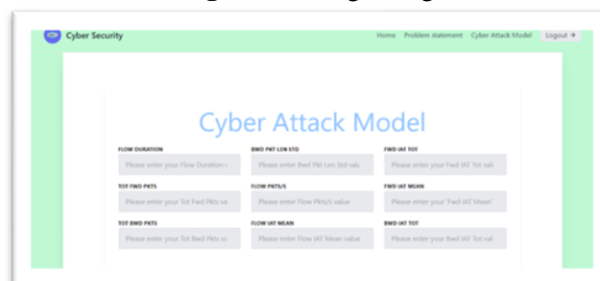 Cyber Security
Home Problem statement Cyber Attack Model Logout
Cyber Attack Model
FLOW DURATION BWD PKT LEN STD FWD IAT TOT
Please enter your Flow Duration Please enter Bwd Pkt Len Std valu Please enter your Fwd IAT Tot valu
TOT FWD PKTS FLOW PKTS/S FWD IAT MEAN
Please enter your Tot Fwd Pkts va Please enter Flow Pkts/s value Please enter your 'Fwd IAT Mean'
TOT BWD PKTS FLOW IAT MEAN BWD IAT TOT
Please enter your Tot Bwd Pkts Please enter Flow IAT Mean value Please enter your Bwd IAT Tot val